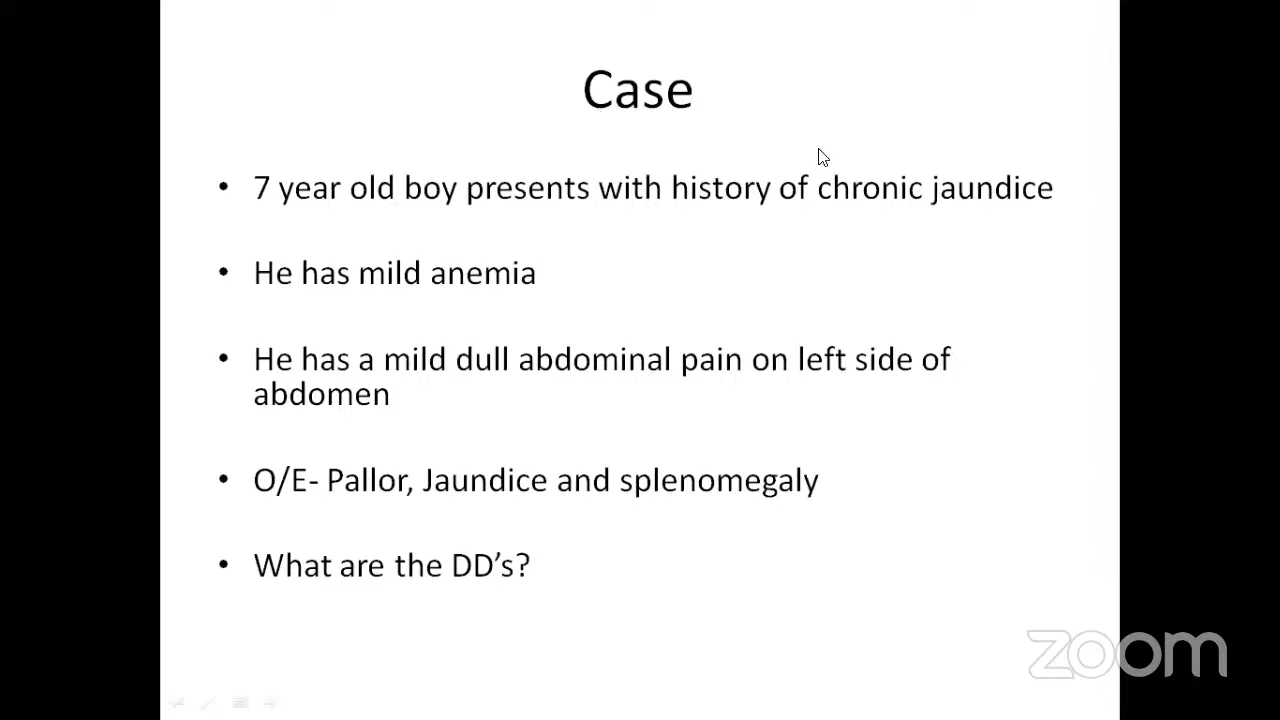 Case
• 7 year old boy presents with history of chronic jaundice
• He has mild anemia
• He has a mild dull abdominal pain on left side of
abdomen
• O/E- Pallor, Jaundice and splenomegaly
• What are the DD’s?
zoom